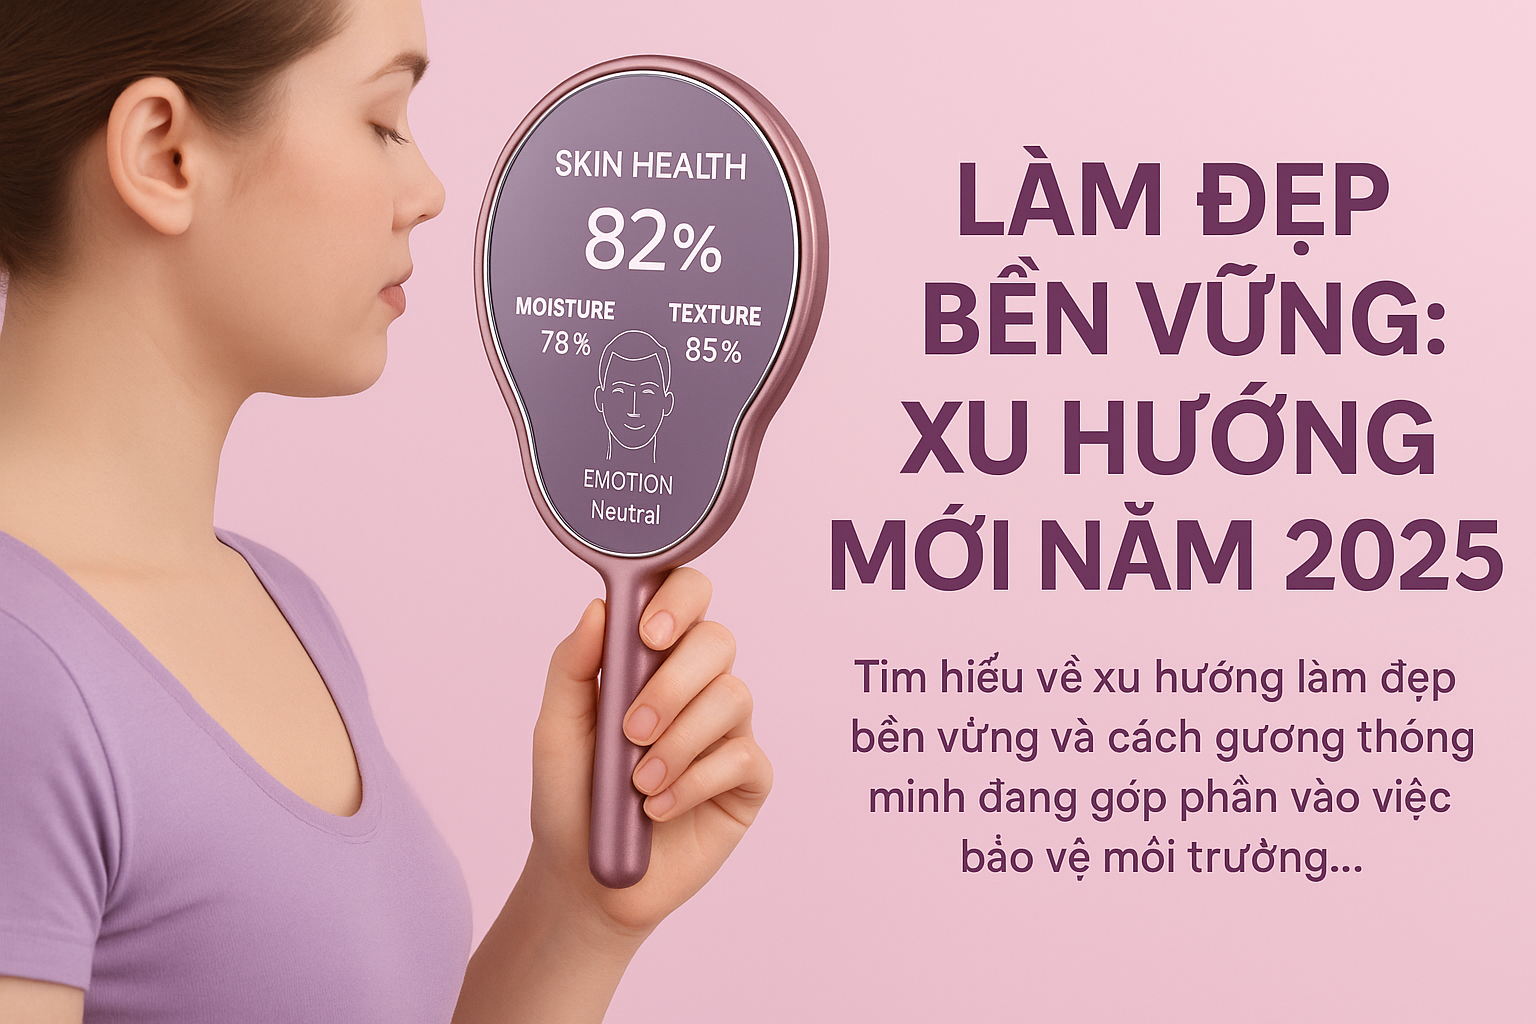 SKIN HEALTH
82%
MOISTURE
78%
TEXTURE
85%
EMOTION
Neutral
LÀM ĐẸP
BỀN VỮNG:
XU HƯỚNG
MỚI NĂM 2025
Tim hiểu về xu hướng làm đẹp
bền vửng và cách gương thóng
minh đang góp phần vào việc
bảo vệ môi trường...